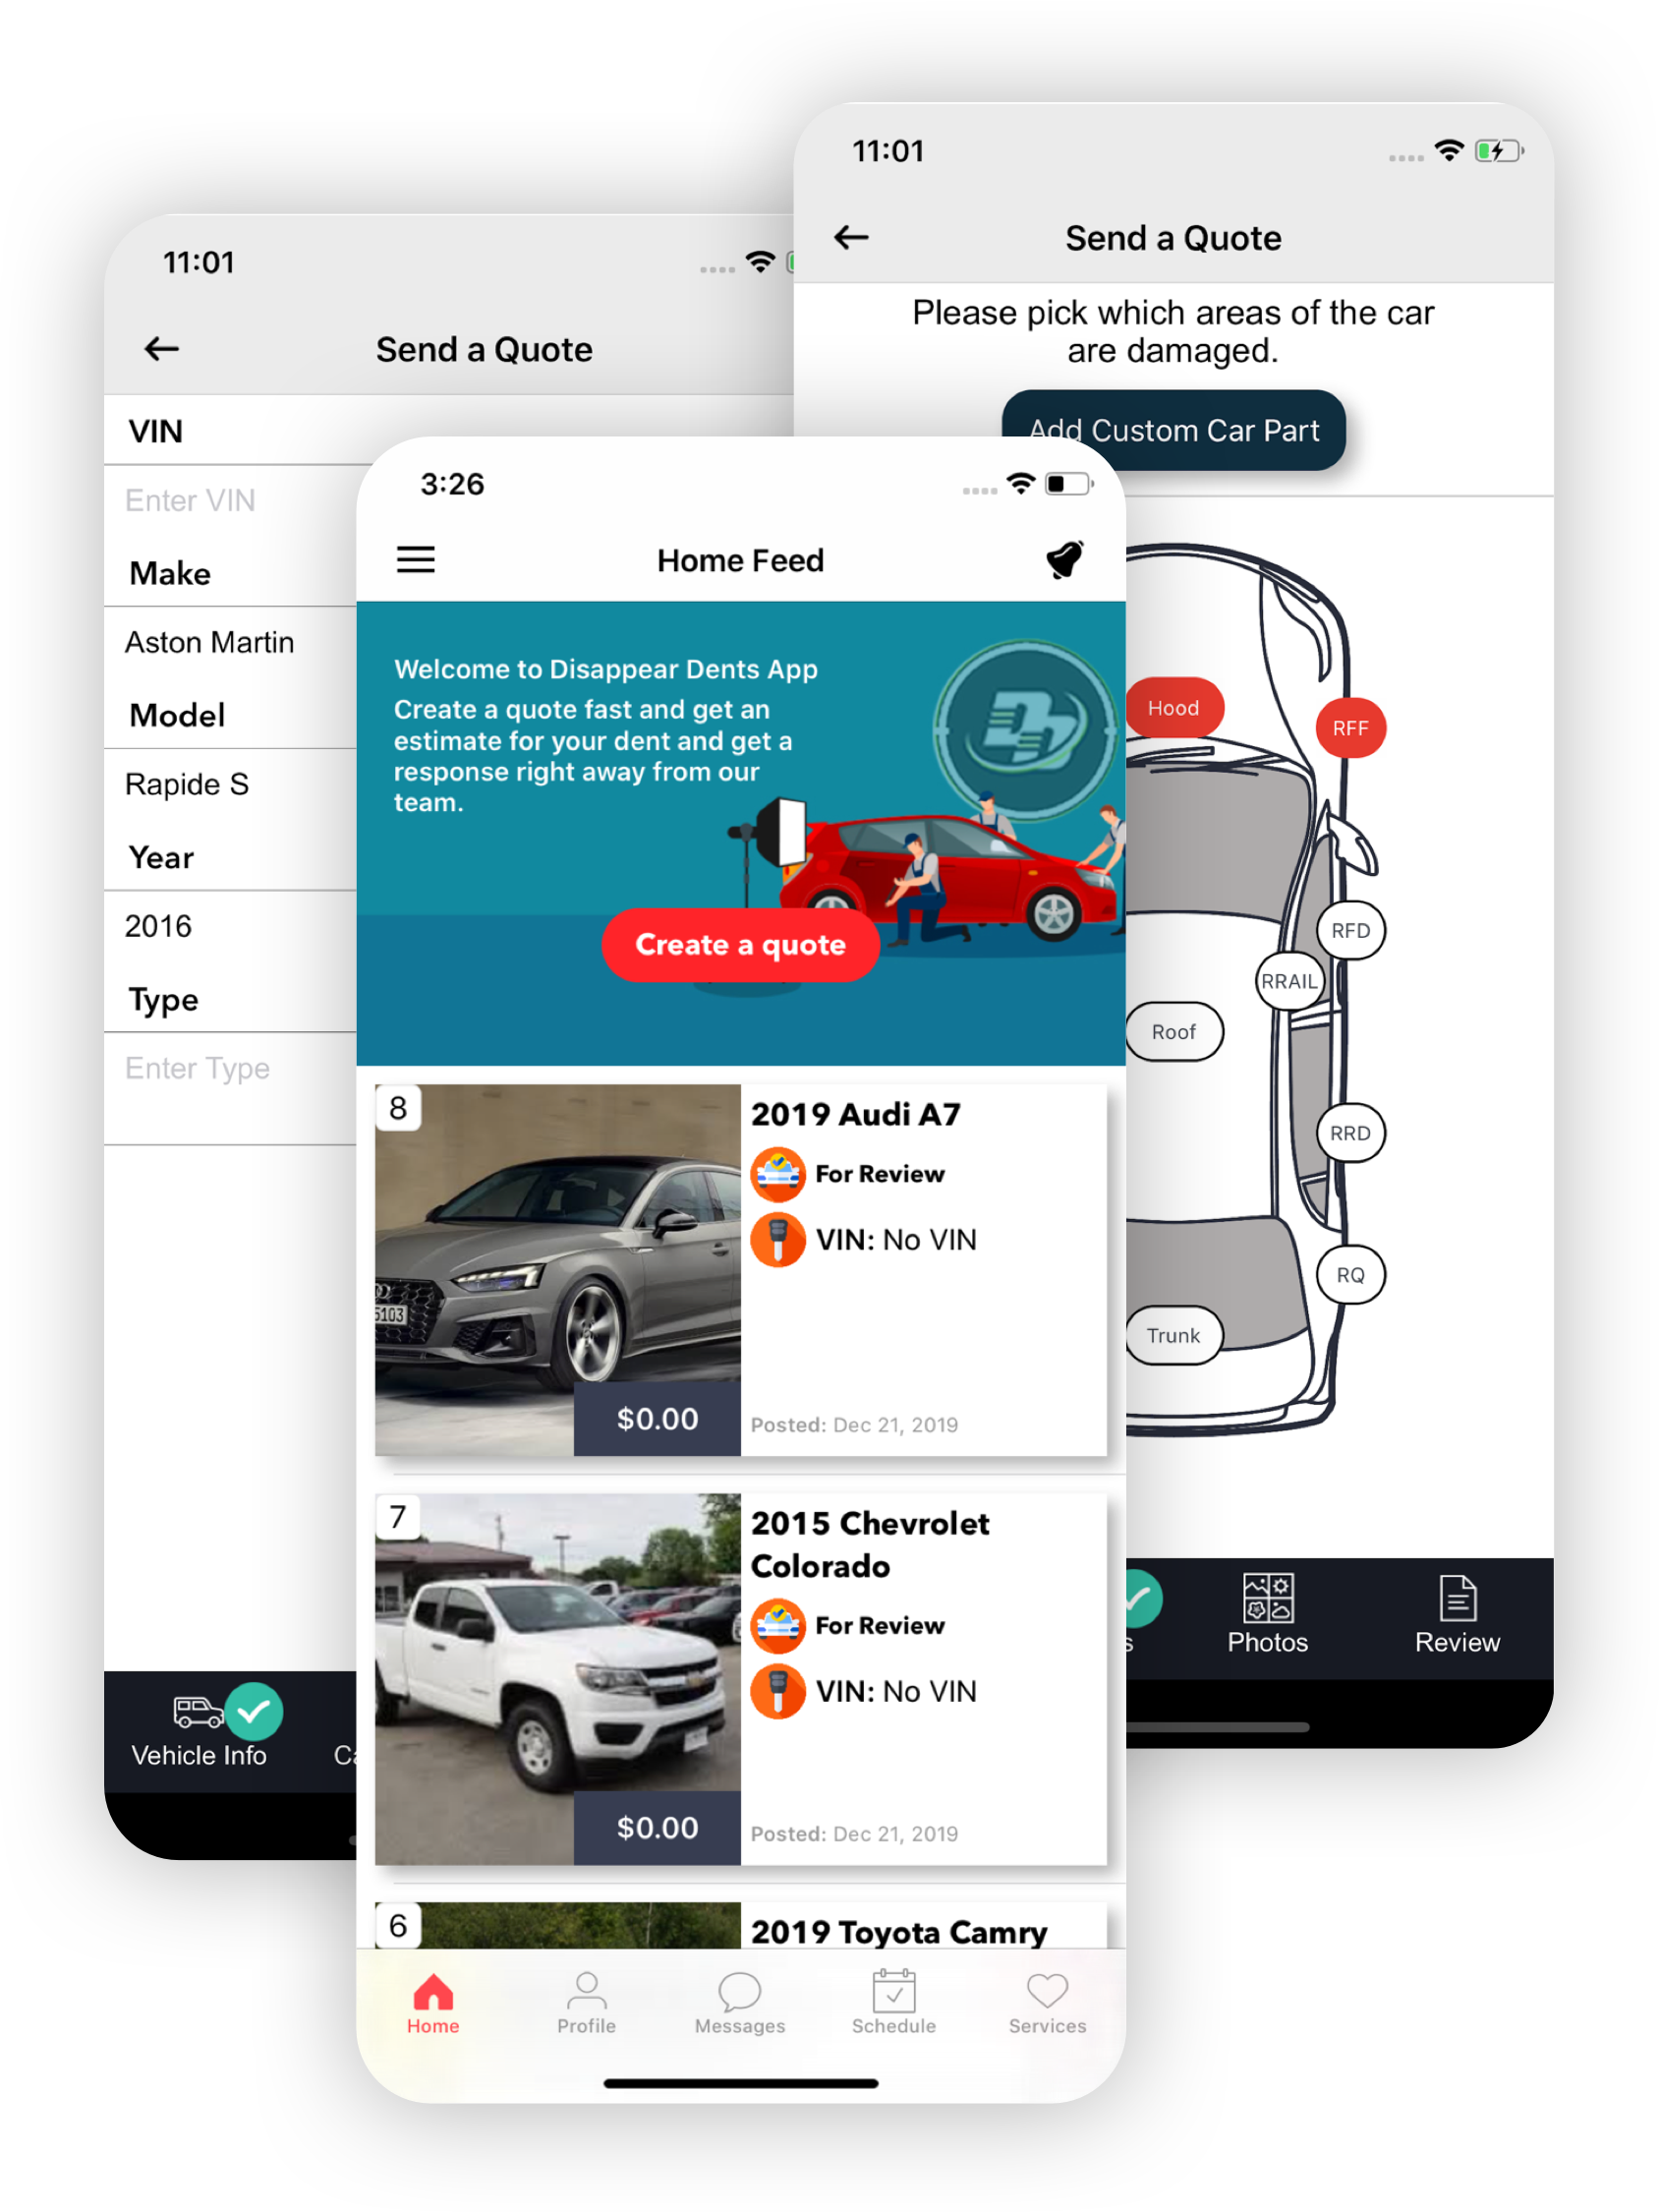 11:01
Send a Quote
VIN
Enter VIN
Make
Aston Martin
Model
Rapide S
Year
2016
Type
Enter Type
Vehicle Info
11:01
Send a Quote
Please pick which areas of the car
are damaged.
Add Custom Car Part
Hood
RFF
RFD
RRAIL
Roof
RRD
RQ
Trunk
Photos
Review
3:26
Home Feed
Welcome to Disappear Dents App
Create a quote fast and get an
estimate for your dent and get a
response right away from our
team.
Create a quote
8
2019 Audi A7
For Review
VIN: No VIN
5103
$0.00
Posted: Dec 21, 2019
7
2015 Chevrolet
Colorado
For Review
VIN: No VIN
$0.00
Posted: Dec 21, 2019
6
2019 Toyota Camry
Home
Profile
Messages
Schedule
Services